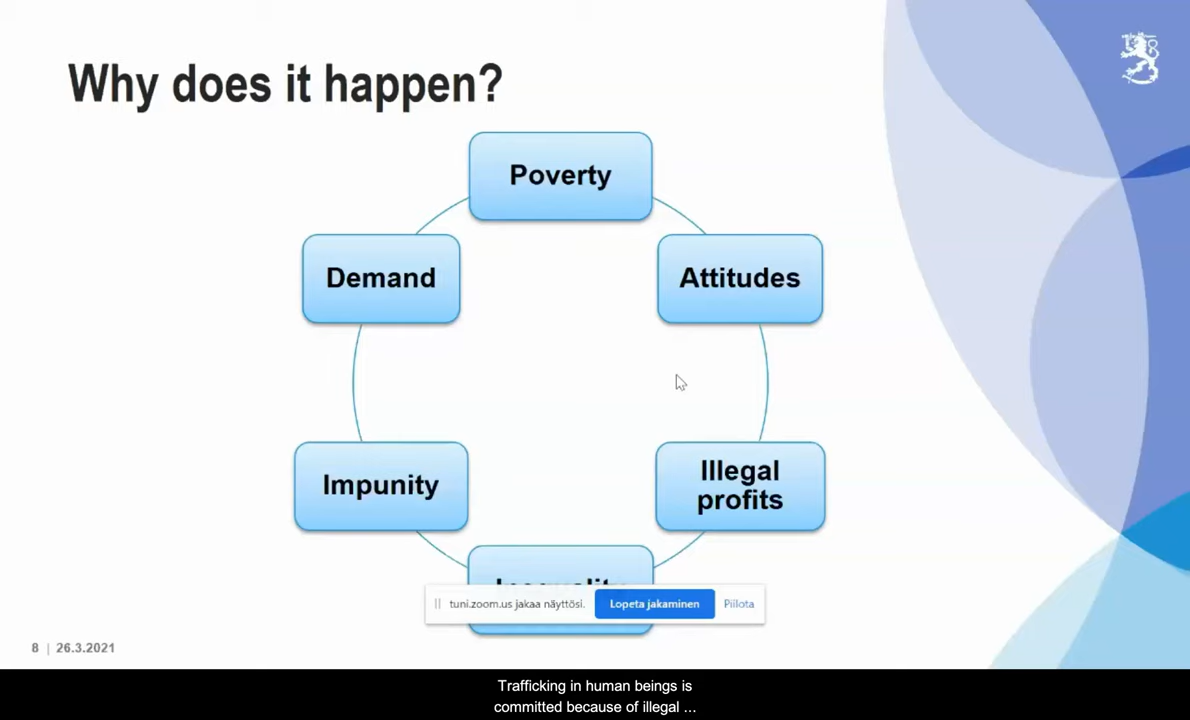 Why does it happen?
Poverty
Demand
Attitudes
Impunity
Illegal
profits
Inequality
tuni.zoom.us jakaa näyttösi.
Lopeta jakaminen
Piilota
8 | 26.3.2021
Trafficking in human beings is
committed because of illegal ...